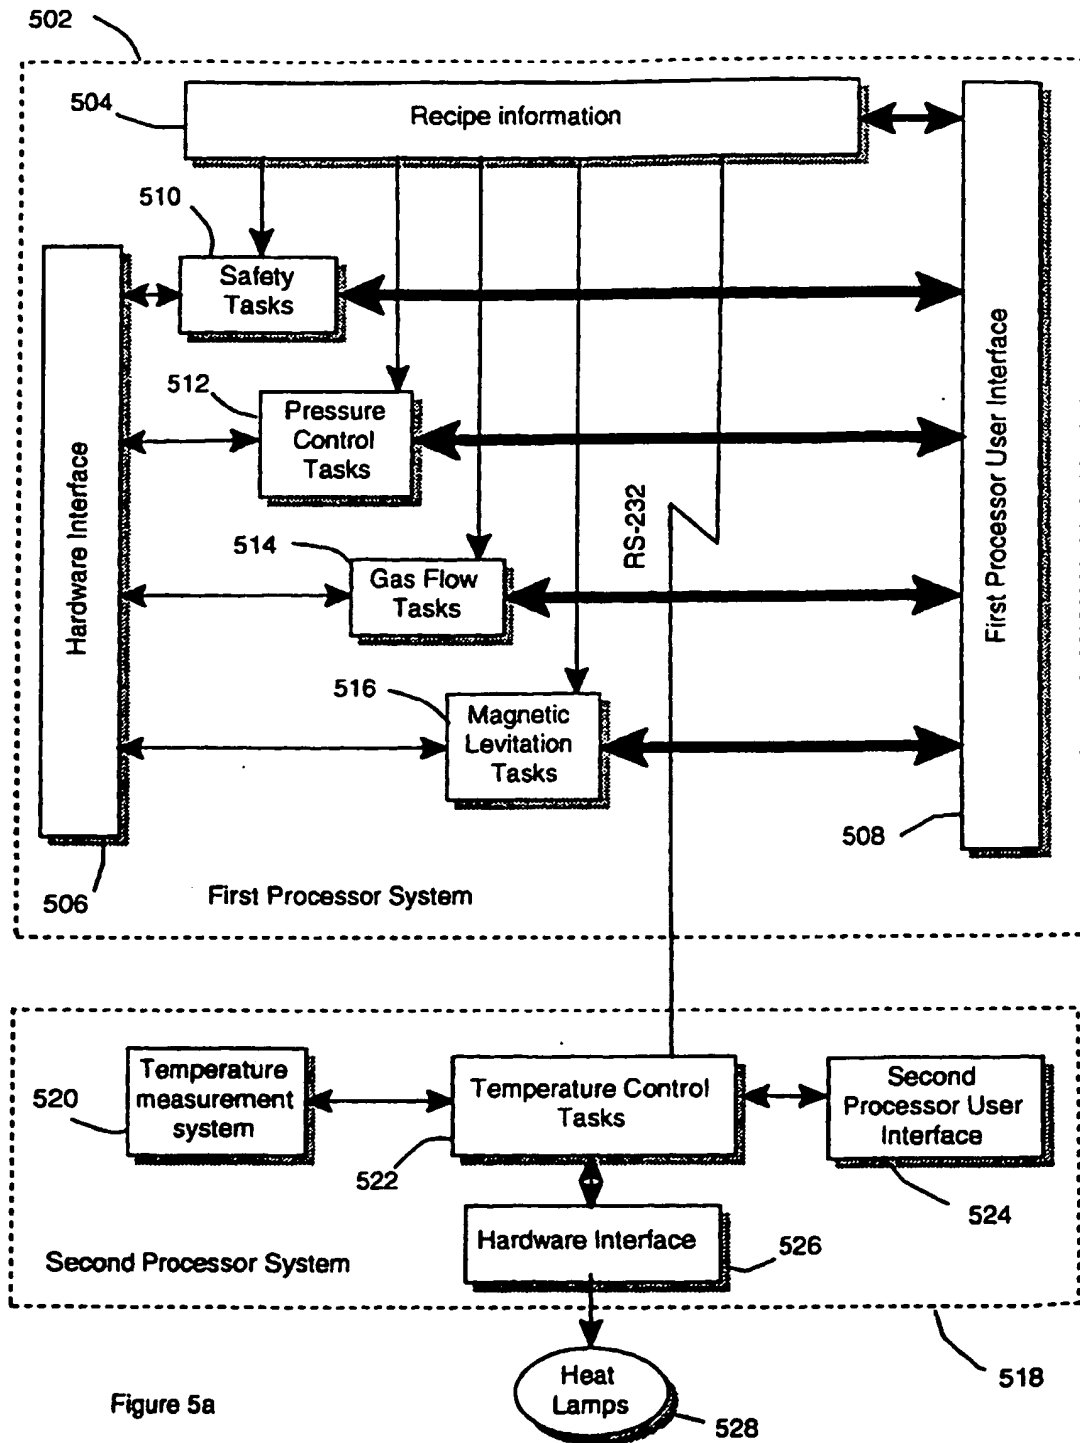 502
504
Recipe information
510
Safety
Tasks
512
Pressure
Control
Tasks
Hardware Interface
First Processor User Interface
RS-232
514
Gas Flow
Tasks
516
Magnetic
Levitation
Tasks
508
506
First Processor System
520
Temperature
measurement
system
Temperature Control
Tasks
Second
Processor User
Interface
522
524
Hardware Interface
526
Second Processor System
518
Heat
Lamps
528
Figure 5a